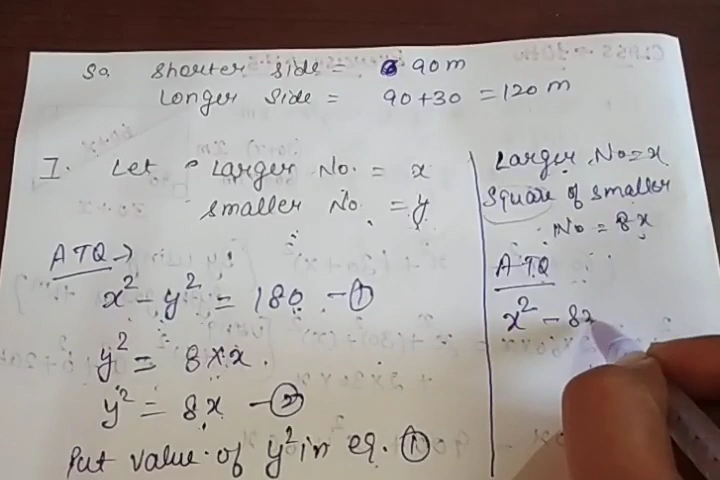 So. Shorter side = 90m
Longer side = 90+30 = 120m
I. Let Larger No. = x
smaller No. = y
ATQ →
x² - y² = 180 - ①
y² = 8 × x.
y² = 8x - ②
Put value of y² in eq. ①
Larger No = x
Square of smaller
No = 8x
ATQ
x² - 8x